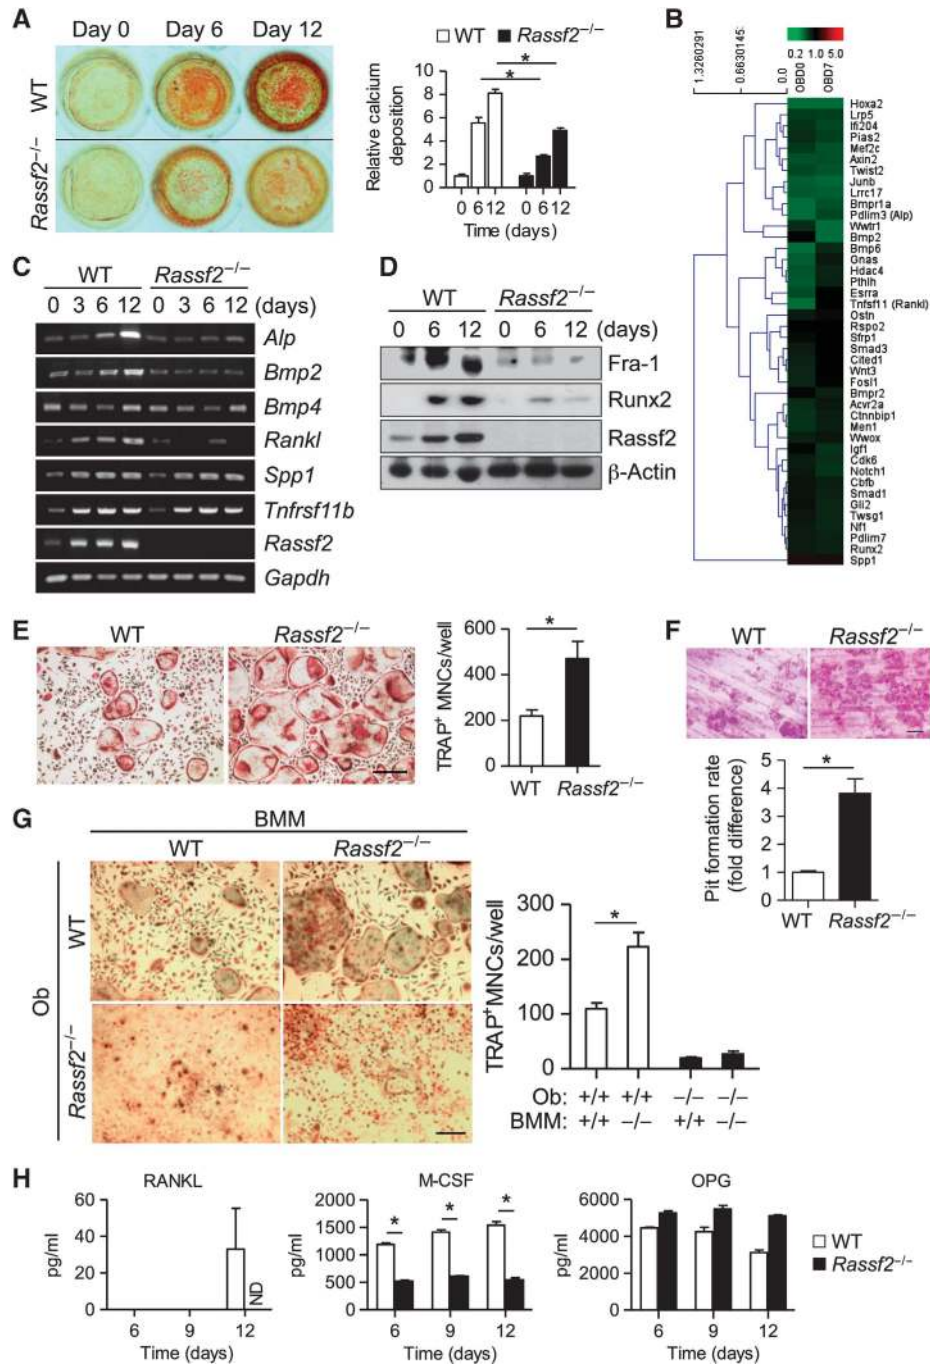 A
Day 0 Day 6 Day 12
WT
Rassf2−/−
WT Rassf2−/−
Relative calcium
deposition
10
8
6
4
2
0
* *
0 6 12 0 6 12
Time (days)
B
1.3260291
0.6630145:
0.0
0.2 1.0 5.0
OBD0
OBD7
Hoxa2
Lrp5
Ifi204
Pias2
Mef2c
Axin2
Twist2
Junb
Lrrc17
Bmpr1a
Pdlim3 (Alp)
Wwtr1
Bmp2
Bmp6
Gnas
Hdac4
Pthlh
Esrra
Tnfsf11 (Rankl)
Ostn
Rspo2
Sfrp1
Smad3
Cited1
Wnt3
Fosl1
Bmpr2
Acvr2a
Ctnnbip1
Men1
Wwox
Igf1
Cdk6
Notch1
Cbfb
Smad1
Gli2
Twsg1
Nf1
Pdlim7
Runx2
Spp1
C
WT Rassf2−/−
0 3 6 12 0 3 6 12 (days)
Alp
Bmp2
Bmp4
Rankl
Spp1
Tnfrsf11b
Rassf2
Gapdh
D
WT Rassf2−/−
0 6 12 0 6 12 (days)
Fra-1
Runx2
Rassf2
β-Actin
E
WT Rassf2−/−
TRAP+ MNCs/well
600
400
200
0
*
WT Rassf2−/−
F
WT Rassf2−/−
Pit formation rate
(fold difference)
5
4
3
2
1
0
*
WT Rassf2−/−
G
BMM
WT Rassf2−/−
Ob
WT
Rassf2−/−
TRAP+MNCs/well
300
200
100
0
*
Ob: +/+ +/+ −/− −/−
BMM: +/+ −/− +/+ −/−
H
RANKL
pg/ml
60
40
20
0
ND
6 9 12
Time (days)
M-CSF
pg/ml
2000
1500
1000
500
0
* * *
6 9 12
Time (days)
OPG
pg/ml
6000
4000
2000
0
6 9 12
Time (days)
WT
Rassf2−/−